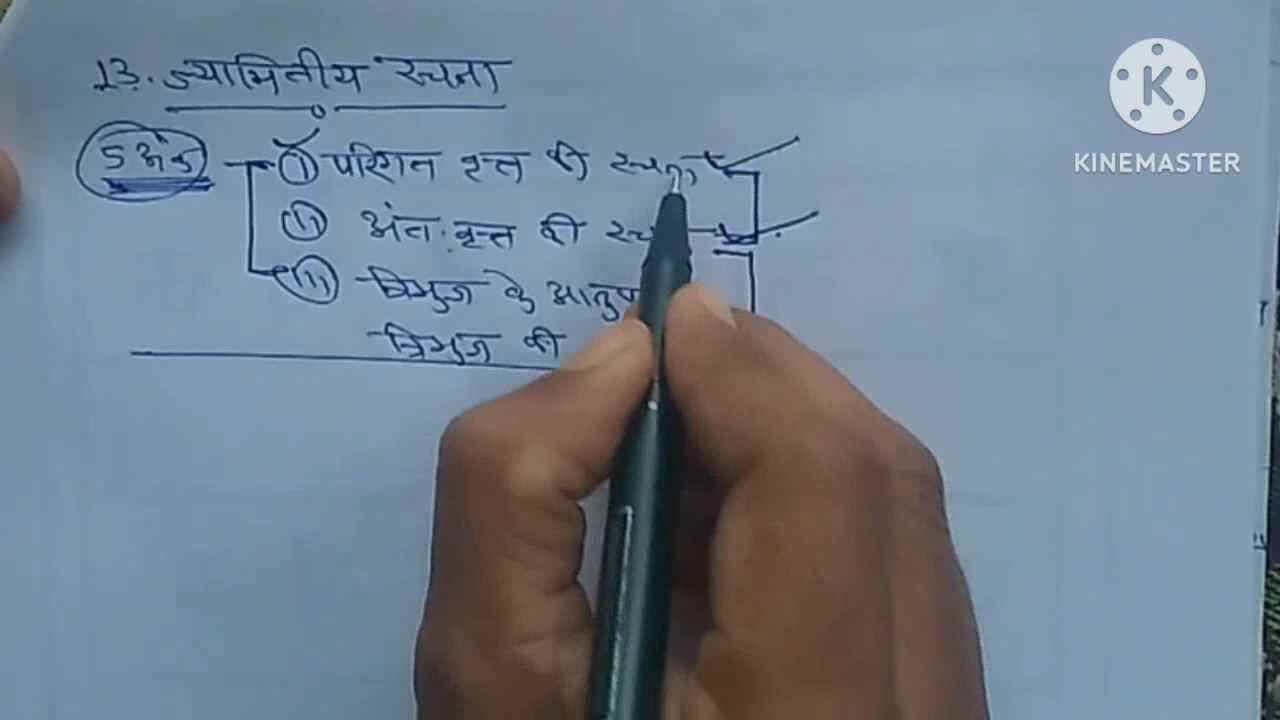 13. ज्यामितीय रचना
5 अंक (i) परिगत वृत्त की रचना
(ii) अंतः वृत्त की
(iii) त्रिभुज के
त्रिभुज की
K
KINEMASTER